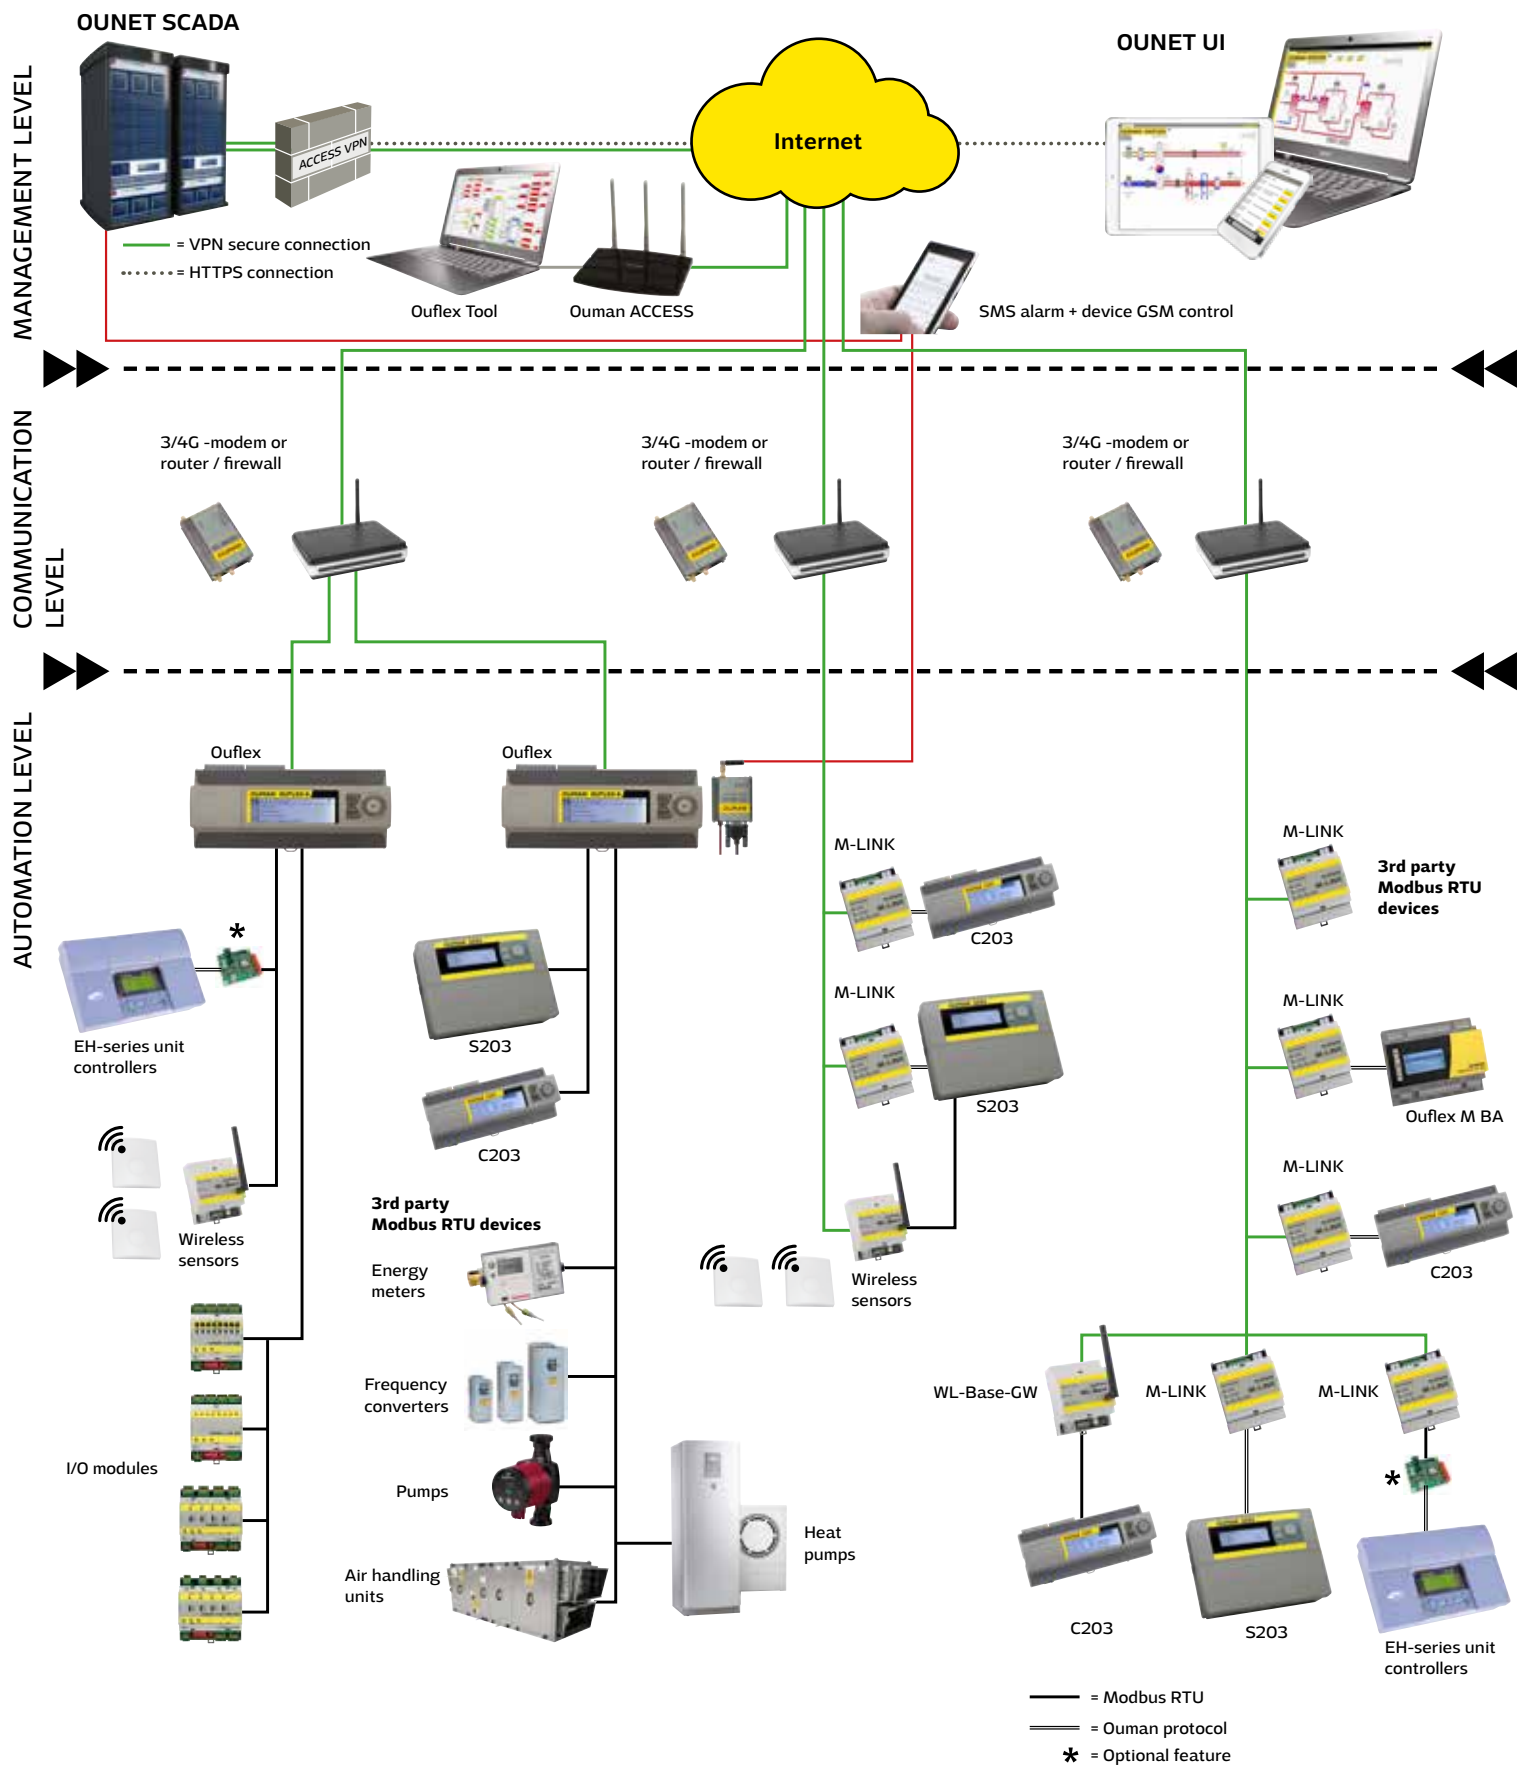 OUNET SCADA
OUNET UI
MANAGEMENT LEVEL
Internet
ACCESS VPN
= VPN secure connection
= HTTPS connection
Ouflex Tool
Ouman ACCESS
SMS alarm + device GSM control
COMMUNICATION
LEVEL
3/4G -modem or
router / firewall
3/4G -modem or
router / firewall
3/4G -modem or
router / firewall
AUTOMATION LEVEL
Ouflex
Ouflex
M-LINK
C203
M-LINK
3rd party
Modbus RTU
devices
*
EH-series unit
controllers
S203
C203
M-LINK
S203
M-LINK
Ouflex M BA
Wireless
sensors
3rd party
Modbus RTU devices
Energy
meters
Wireless
sensors
M-LINK
C203
Frequency
converters
WL-Base-GW
M-LINK
M-LINK
I/O modules
Pumps
*
Heat
pumps
Air handling
units
C203
S203
EH-series unit
controllers
= Modbus RTU
= Ouman protocol
* = Optional feature